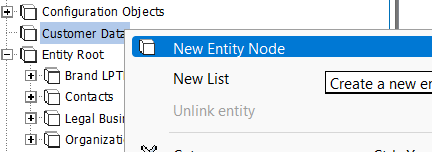 Configuration Objects
Customer Data
New Entity Node
Entity Root
Brand LPT
New List
Create a new en
Contacts
Legal Busin
Unlink entity
Organizati